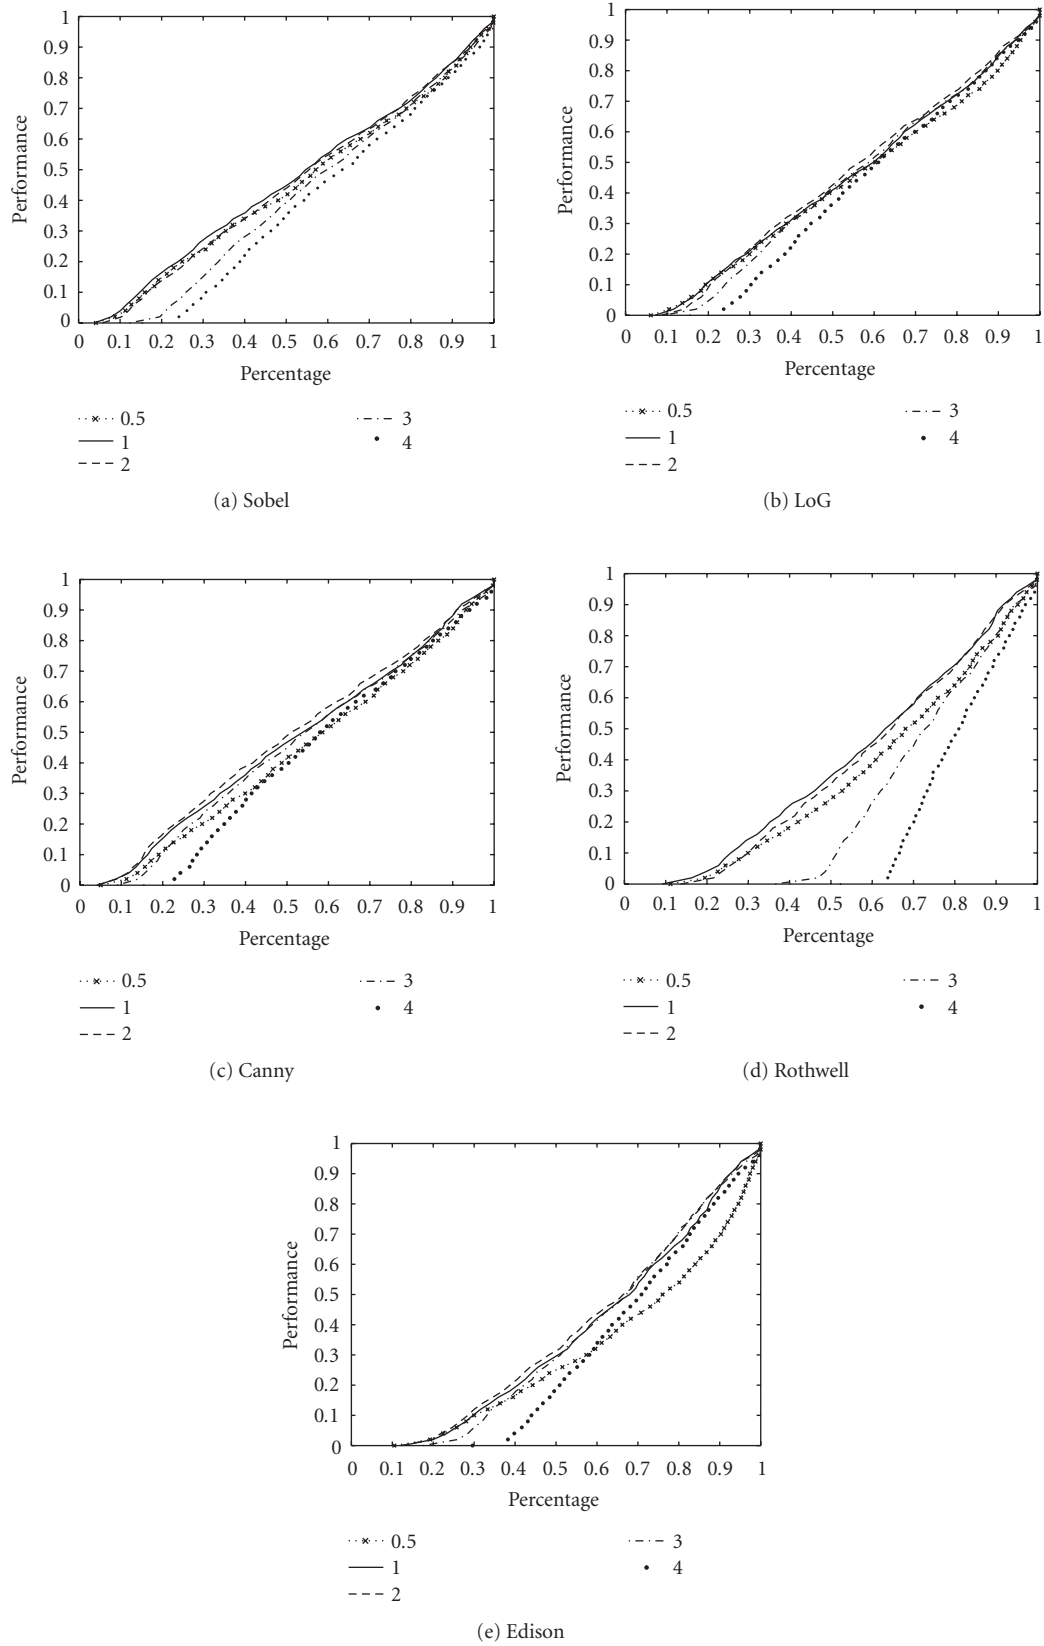 1 1
0.9 0.9
0.8 0.8
0.7 0.7
0.6 0.6
0.5 0.5
0.4 0.4
0.3 0.3
0.2 0.2
0.1 0.1
0 0
Performance Performance
0 0.1 0.2 0.3 0.4 0.5 0.6 0.7 0.8 0.9 1 0 0.1 0.2 0.3 0.4 0.5 0.6 0.7 0.8 0.9 1
Percentage Percentage
0.5 3 0.5 3
1 4 1 4
2 2
(a) Sobel (b) LoG
1 1
0.9 0.9
0.8 0.8
0.7 0.7
0.6 0.6
0.5 0.5
0.4 0.4
0.3 0.3
0.2 0.2
0.1 0.1
0 0
Performance Performance
0 0.1 0.2 0.3 0.4 0.5 0.6 0.7 0.8 0.9 1 0 0.1 0.2 0.3 0.4 0.5 0.6 0.7 0.8 0.9 1
Percentage Percentage
0.5 3 0.5 3
1 4 1 4
2 2
(c) Canny (d) Rothwell
1
0.9
0.8
0.7
0.6
0.5
0.4
0.3
0.2
0.1
0
Performance
0 0.1 0.2 0.3 0.4 0.5 0.6 0.7 0.8 0.9 1
Percentage
0.5 3
1 4
2
(e) Edison